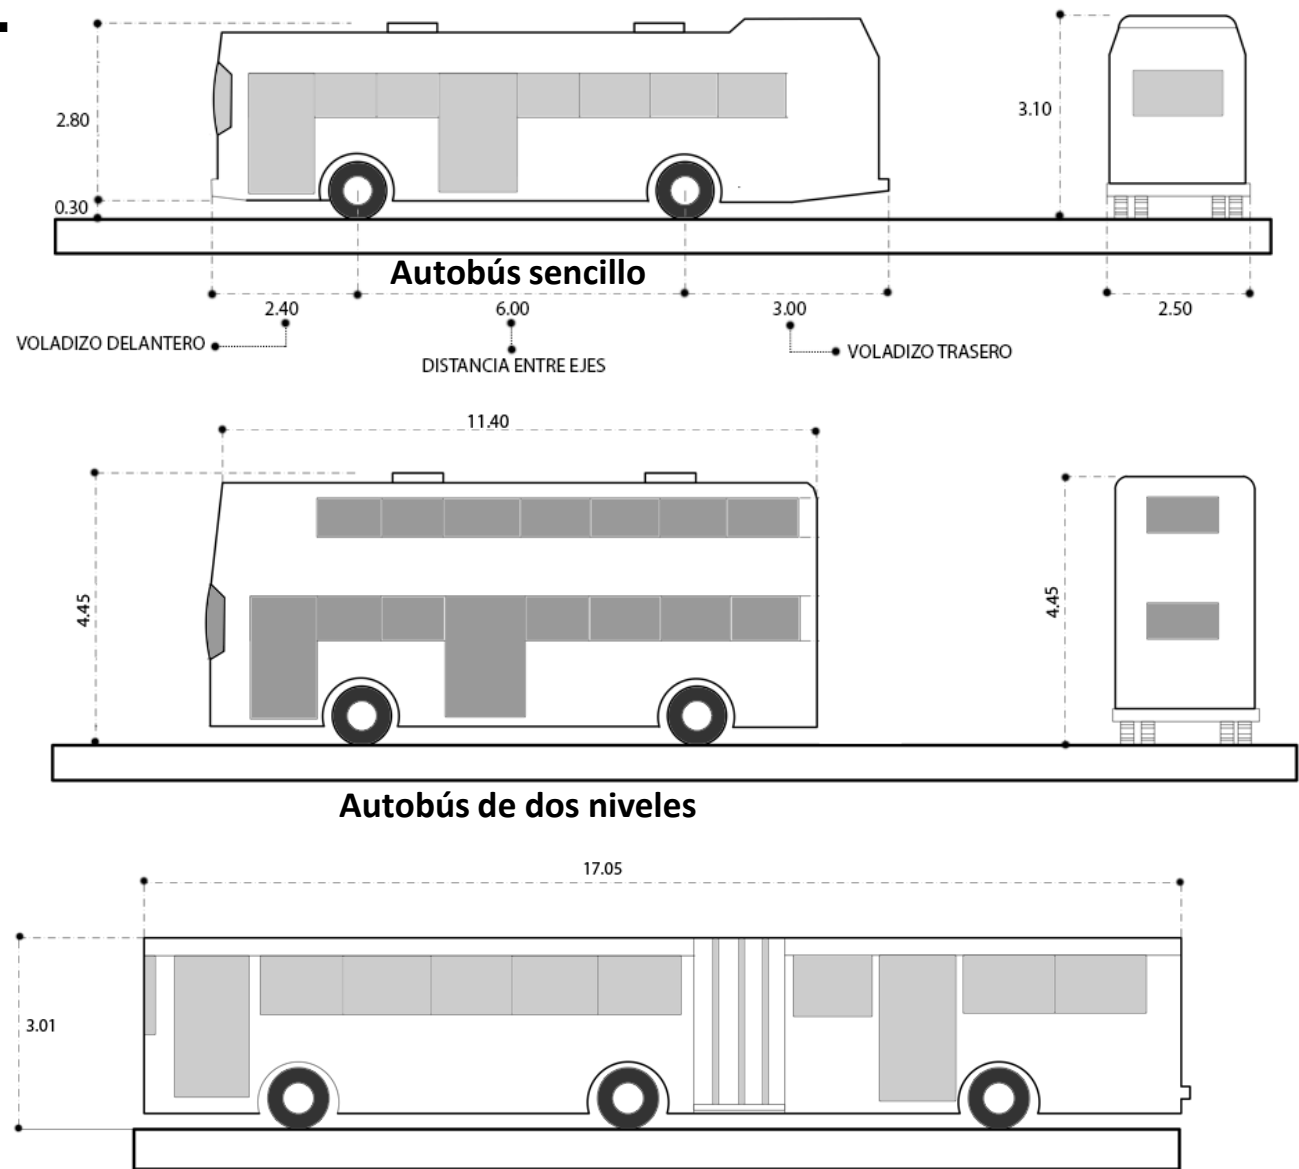 2.80
3.10
0.30
Autobús sencillo
2.40
6.00
3.00
2.50
VOLADIZO DELANTERO
VOLADIZO TRASERO
DISTANCIA ENTRE EJES
11.40
4.45
4.45
Autobús de dos niveles
17.05
3.01